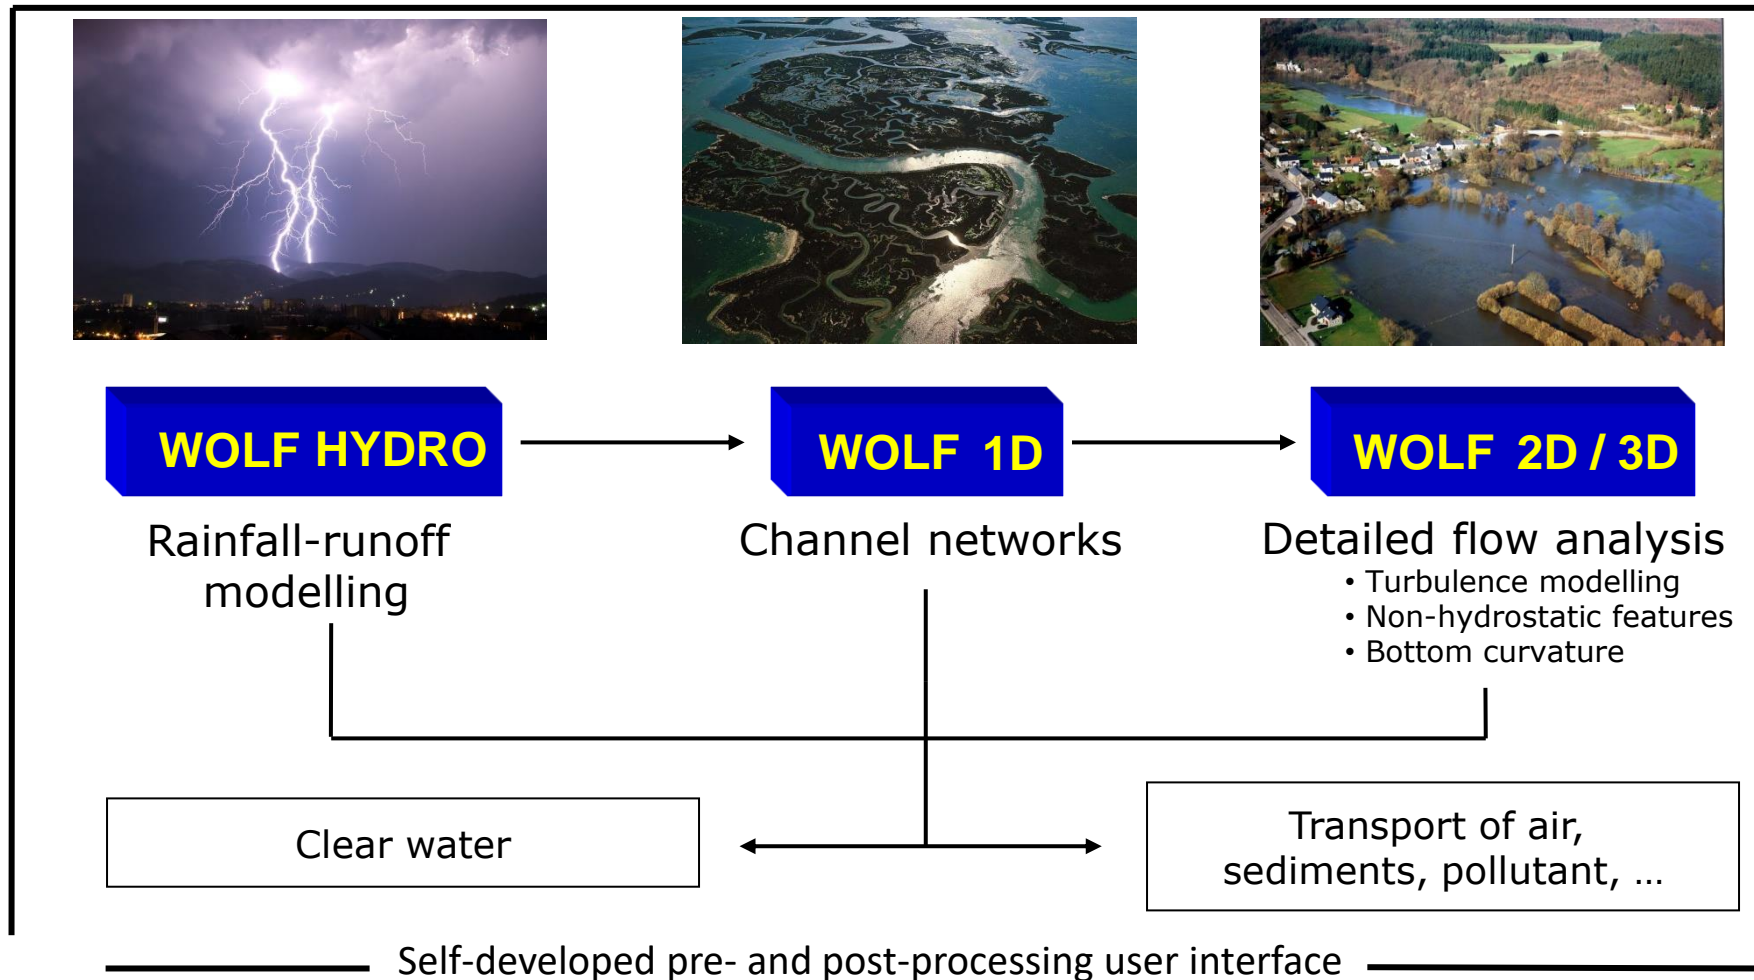 WOLF HYDRO
WOLF 1D
WOLF 2D / 3D
Rainfall-runoff
modelling
Channel networks
Detailed flow analysis
• Turbulence modelling
• Non-hydrostatic features
• Bottom curvature
Clear water
Transport of air,
sediments, pollutant, ...
Self-developed pre- and post-processing user interface